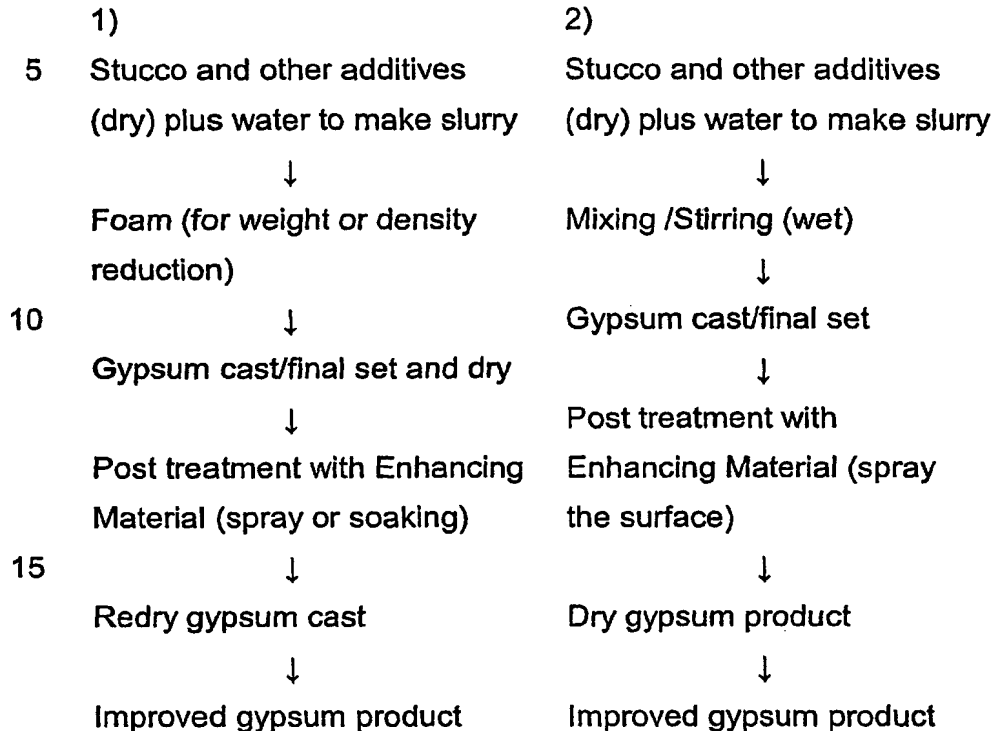 1)
5 Stucco and other additives
(dry) plus water to make slurry
↓
Foam (for weight or density
reduction)
10 ↓
Gypsum cast/final set and dry
↓
Post treatment with Enhancing
Material (spray or soaking)
15 ↓
Redry gypsum cast
↓
Improved gypsum product
2)
Stucco and other additives
(dry) plus water to make slurry
↓
Mixing /Stirring (wet)
↓
Gypsum cast/final set
↓
Post treatment with
Enhancing Material (spray
the surface)
↓
Dry gypsum product
↓
Improved gypsum product